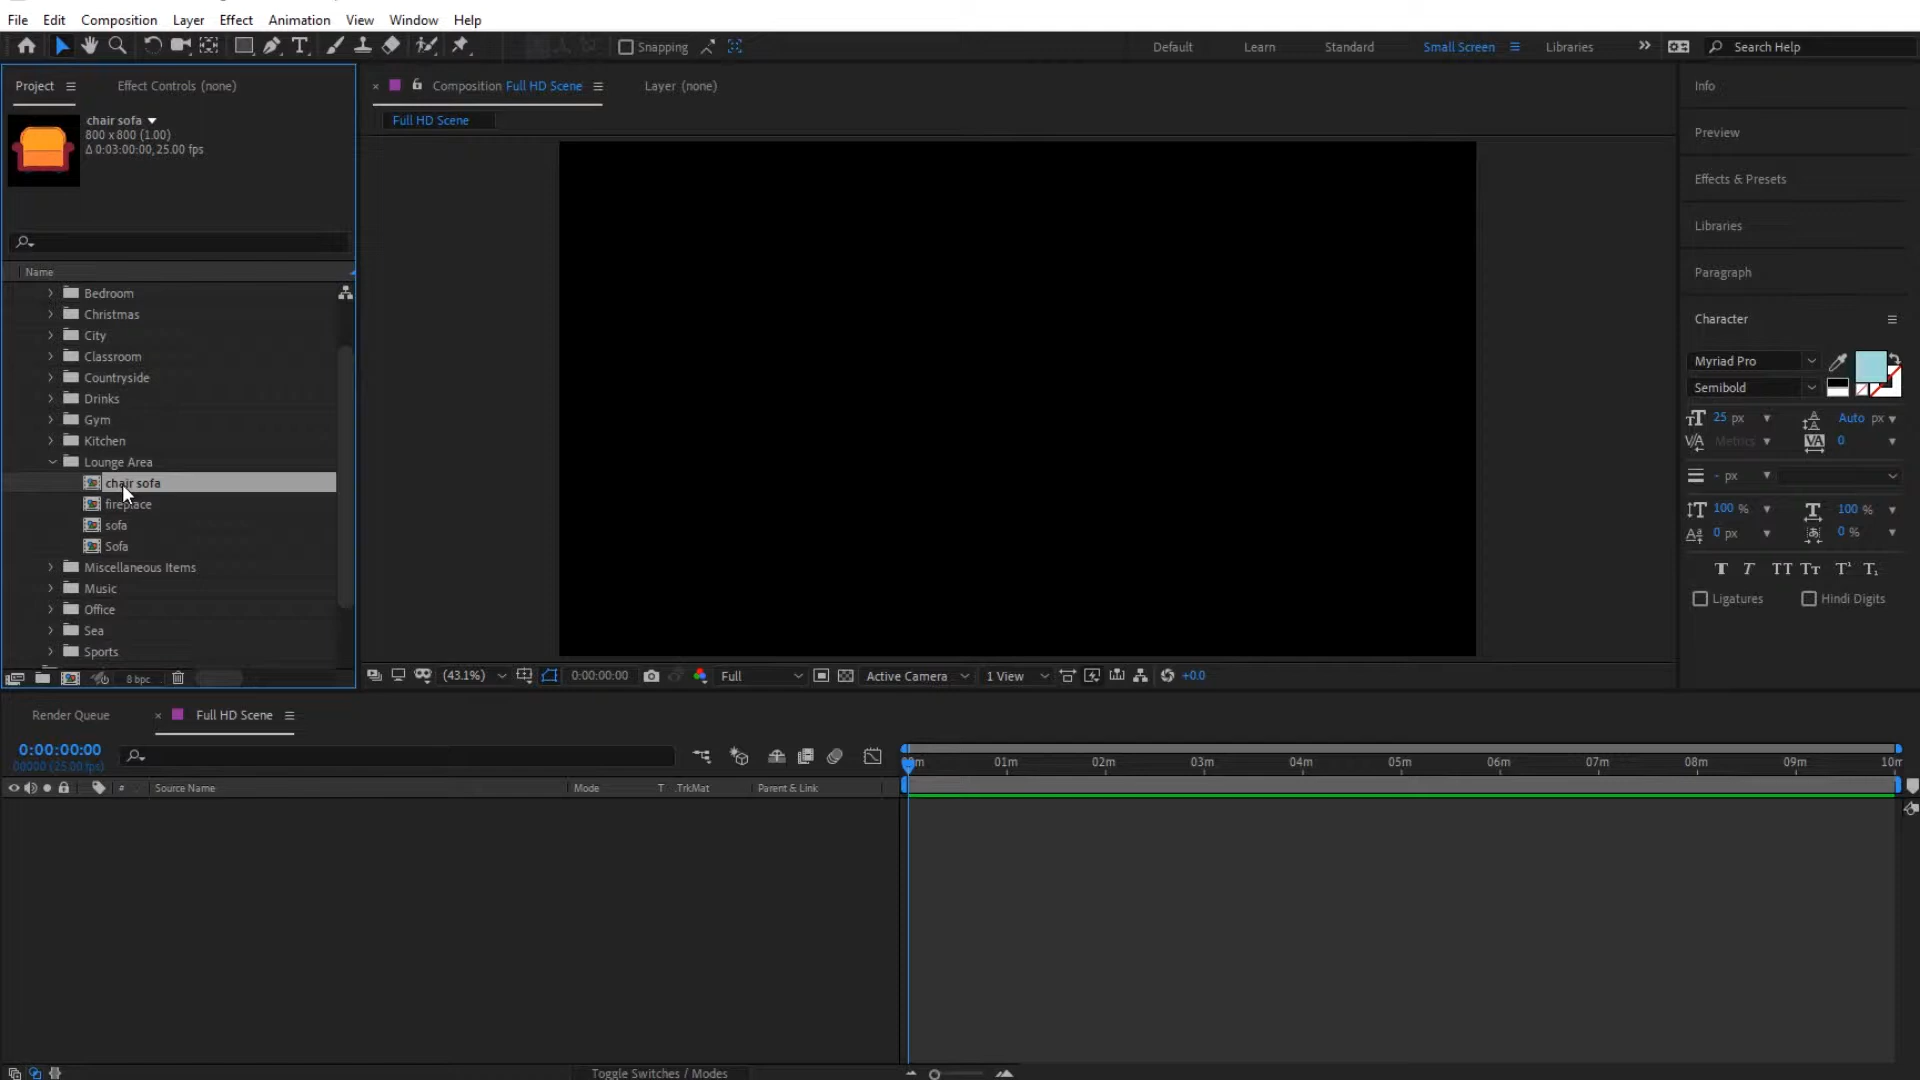 File Edit Composition Layer Effect Animation View Window Help
Snapping Default Learn Standard Small Screen Libraries Search Help
Project Effect Controls (none) Composition Full HD Scene Layer (none) Info
chair sofa
800 x 800 (1.00)
Δ 0:03:00:00, 25.00 fps
Full HD Scene
Preview
Effects & Presets
Libraries
Paragraph
Character
Name
Bedroom
Christmas
City
Classroom
Countryside
Drinks
Gym
Kitchen
Lounge Area
chair sofa
fireplace
sofa
Sofa
Miscellaneous Items
Music
Office
Sea
Sports
8 bpc
Myriad Pro
Semibold
25 px Auto px
Metrics 0
- px
100 % 100 %
0 px 0 %
T T TT Tt T¹ T₁
Ligatures Hindi Digits
(43.1%) 0:00:00:00 Full Active Camera 1 View +0.0
Render Queue Full HD Scene
0:00:00:00
00000 (25.00 fps)
01m 02m 03m 04m 05m 06m 07m 08m 09m
# Source Name Mode T .TrkMat Parent & Link
Toggle Switches / Modes